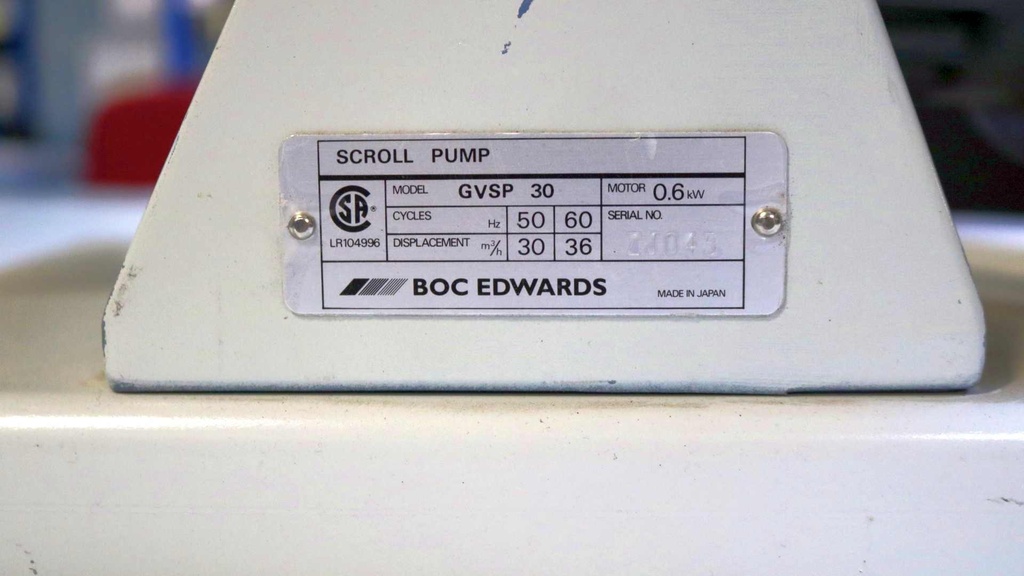 SCROLL PUMP
SA ®
LR104996
MODEL GVSP 30
MOTOR 0.6 kW
CYCLES Hz 50 60
SERIAL NO.
DISPLACEMENT m³/h 30 36
BOC EDWARDS
MADE IN JAPAN